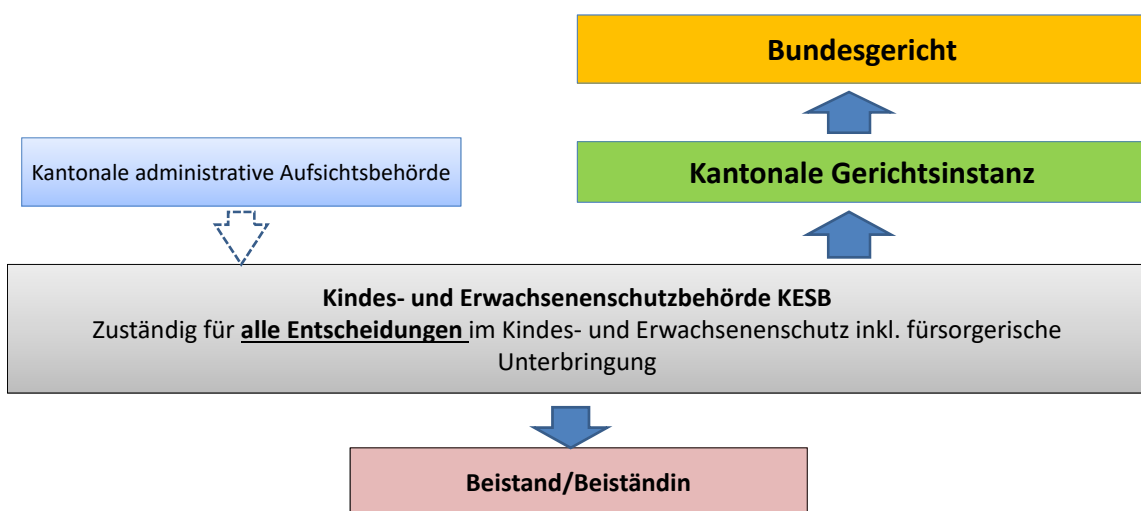 Bundesgericht
Kantonale administrative Aufsichtsbehörde
Kantonale Gerichtsinstanz
Kindes- und Erwachsenenschutzbehörde KESB
Zuständig für alle Entscheidungen im Kindes- und Erwachsenenschutz inkl. fürsorgerische
Unterbringung
Beistand/Beiständin